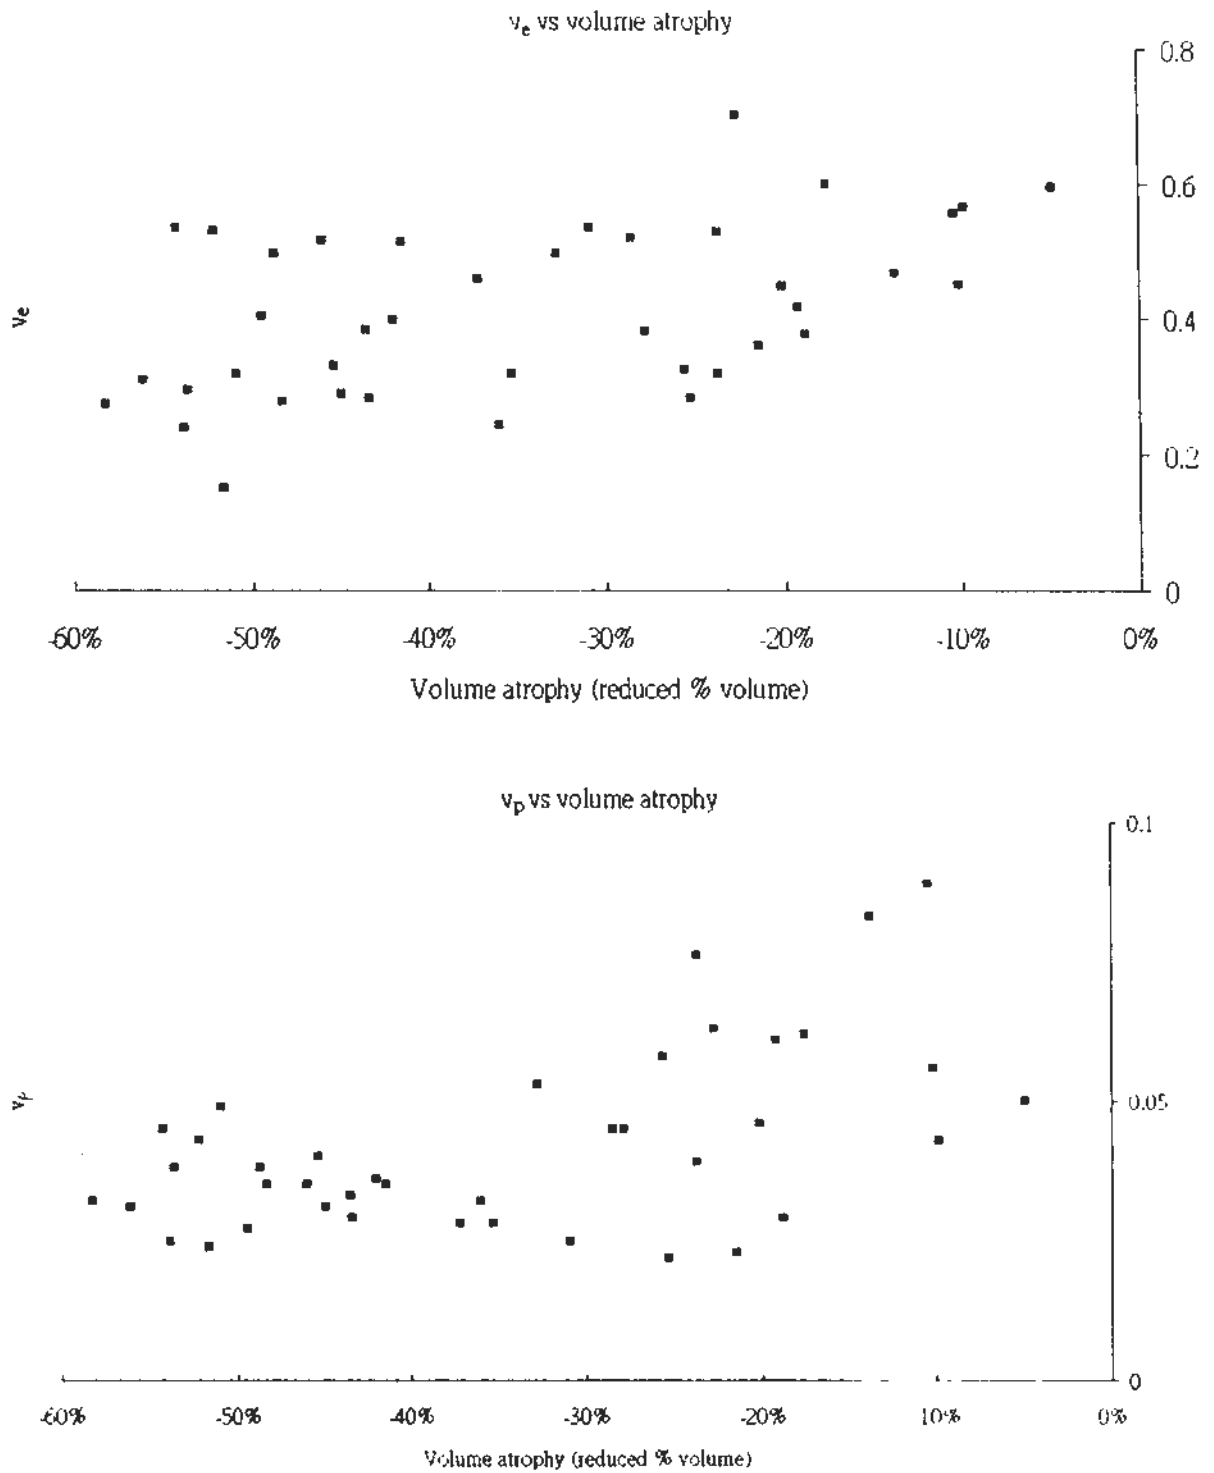 ve vs volume atrophy
0.8
0.6
0.4
0.2
0
ve
-60% -50% -40% -30% -20% -10% 0%
Volume atrophy (reduced % volume)
vp vs volume atrophy
0.1
0.05
0
vp
-60% -50% -40% -30% -20% 10% 0%
Volume atrophy (reduced % volume)